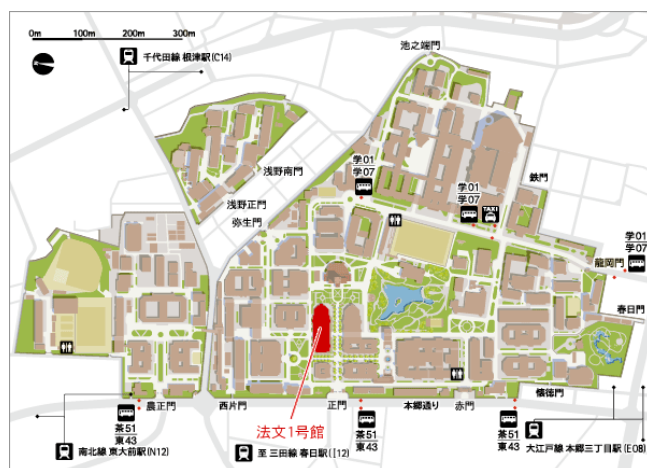 0m 100m 200m 300m
千代田線 根津駅(C14)
池之端門
学01
学07
浅野南門
浅野正門
弥生門
鉄門
学01
学07
TAXI
学01
学07
龍岡門
春日門
懐徳門
農正門
西片門
正門
本郷通り
赤門
法文1号館
茶51
東43
茶51
東43
茶51
東43
南北線 東大前駅(N12)
至 三田線 春日駅(I12)
大江戸線 本郷三丁目駅(E08)